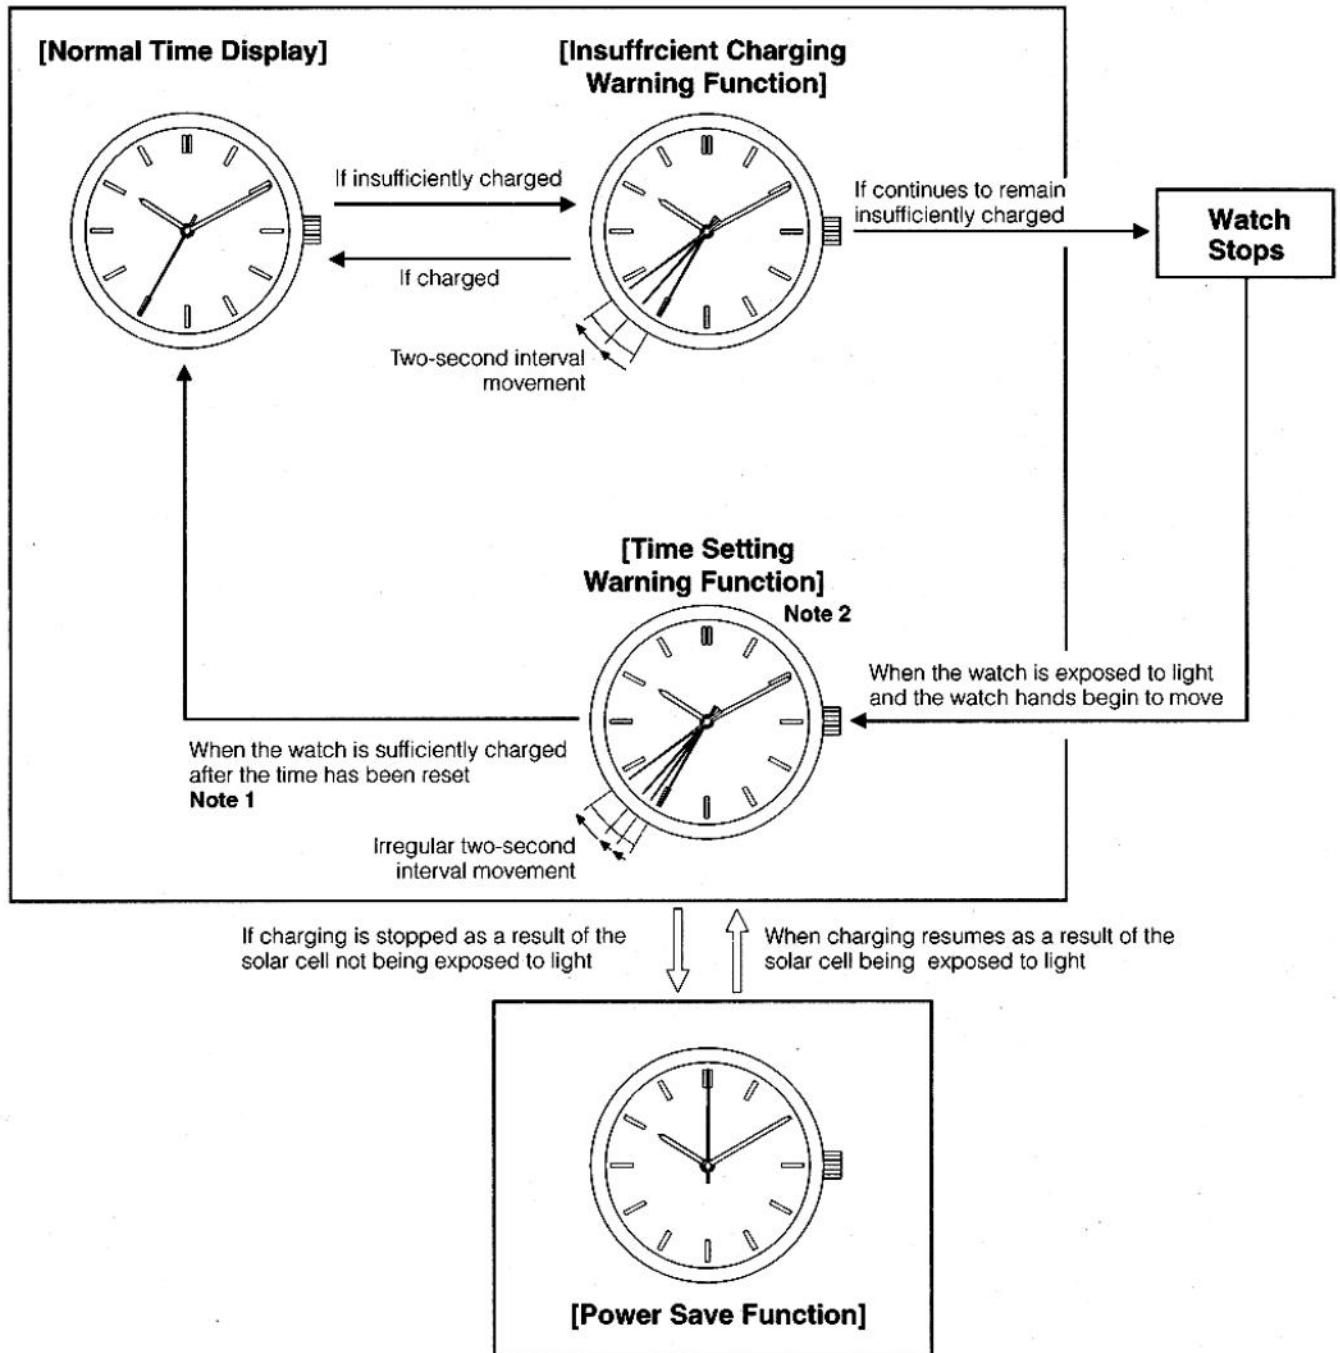 [Normal Time Display]
[Insuffrcient Charging
Warning Function]
If insufficiently charged
If charged
If continues to remain
insufficiently charged
Watch
Stops
Two-second interval
movement
[Time Setting
Warning Function]
Note 2
When the watch is exposed to light
and the watch hands begin to move
When the watch is sufficiently charged
after the time has been reset
Note 1
Irregular two-second
interval movement
If charging is stopped as a result of the
solar cell not being exposed to light
When charging resumes as a result of the
solar cell being exposed to light
[Power Save Function]